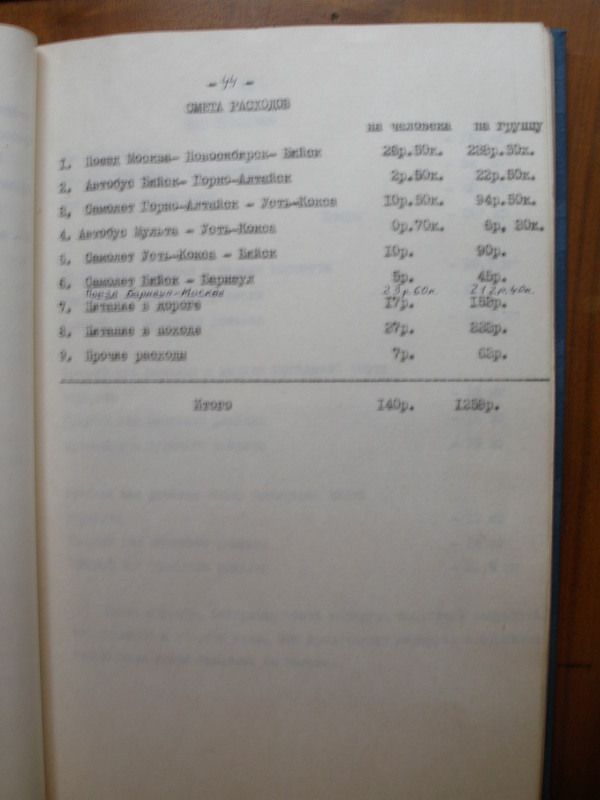 - 44 -
СМЕТА РАСХОДОВ
на человека на группу
1. Поезд Москва- Новосибирск- Бийск 26р.50к. 238р.50к.
2. Автобус Бийск- Горно-Алтайск 2р.50к. 22р.50к.
3. Самолет Горно-Алтайск - Усть-Кокса 10р.50к. 94р.50к.
4. Автобус Мульта - Усть-Кокса 0р.70к. 6р. 30к.
5. Самолет Усть-Кокса - Бийск 10р. 90р.
6. Самолет Бийск - Барнаул 5р. 45р.
Поезд Барнаул-Москва 23р.60к. 212р.40к.
7. Питание в дороге 17р. 153р.
8. Питание в походе 37р. 333р.
9. Прочие расходы 7р. 63р.
Итого 140р. 1258р.